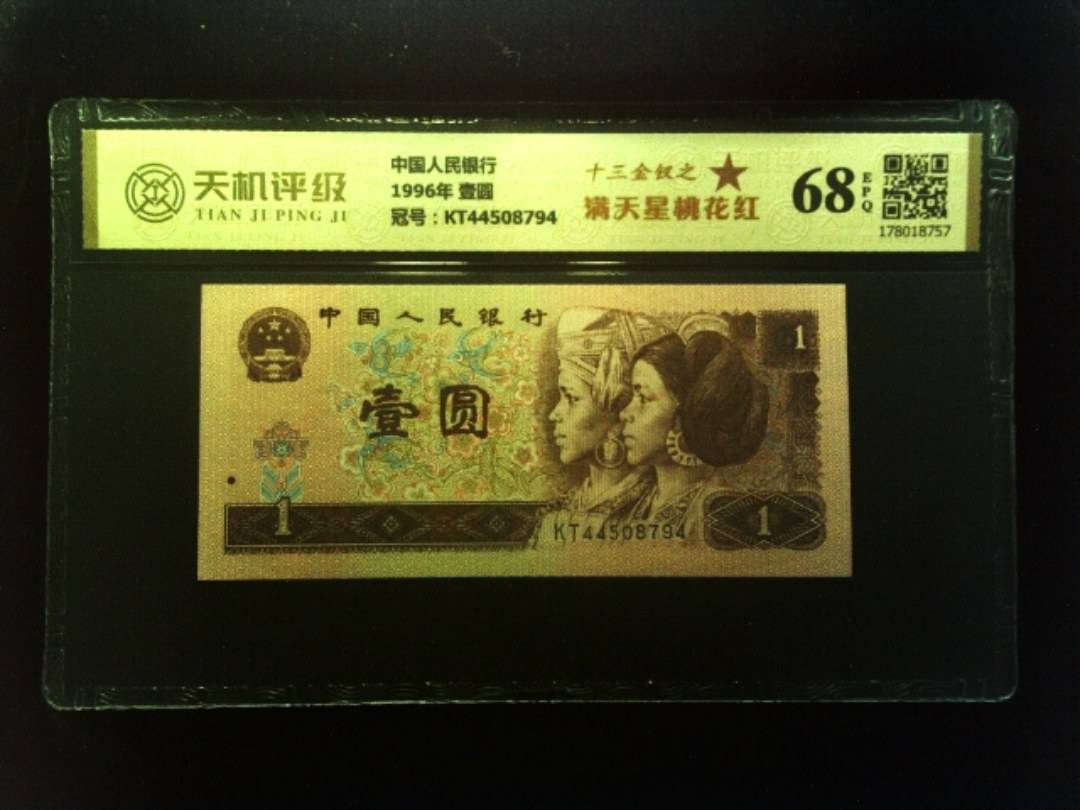 天机评级
TIAN JI PING JI
中国人民银行
1996年 壹圆
冠号：KT44508794
十三金钗之
满天星桃花红
68
EPQ
178018757
中国人民银行
1
壹圆
1
KT44508794
1